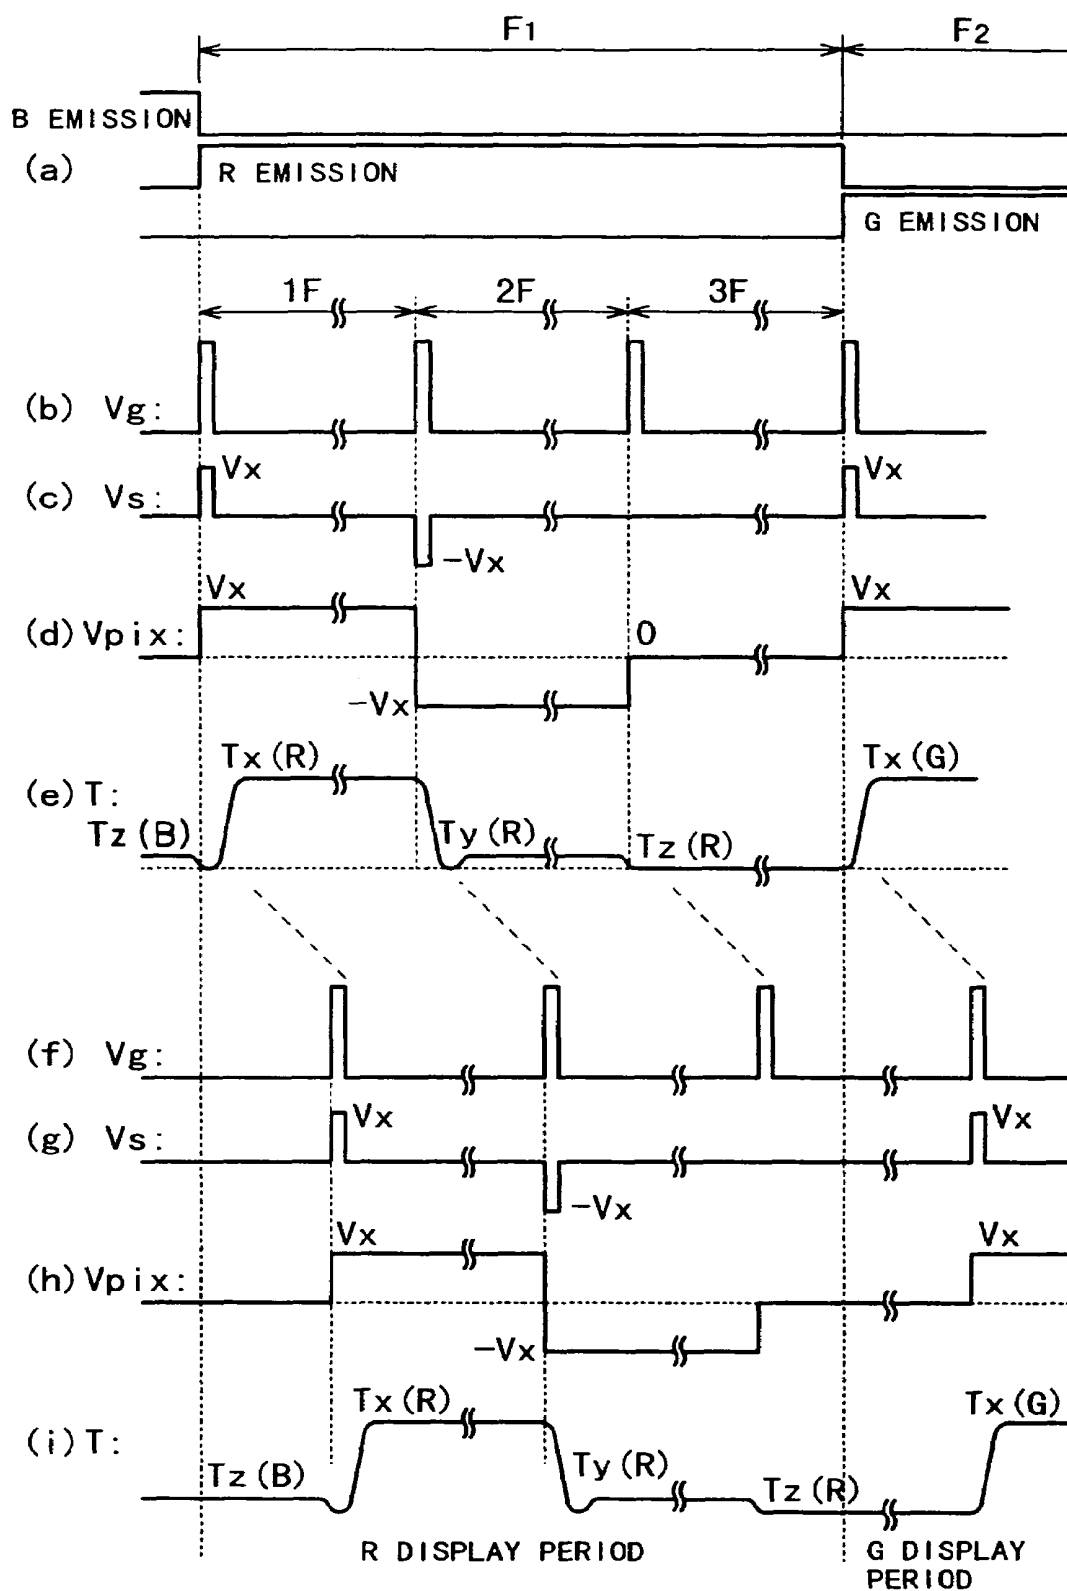 F1 F2
B EMISSION
(a) R EMISSION
G EMISSION
1F 2F 3F
(b) Vg:
(c) Vs: Vx Vx
-Vx
Vx Vx
(d) Vpix: 0
-Vx
Tx(R) Tx(G)
(e) T:
Tz(B) Ty(R) Tz(R)
(f) Vg:
(g) Vs: Vx Vx
-Vx
Vx Vx
(h) Vpix:
-Vx
Tx(R) Tx(G)
(i) T:
Tz(B) Ty(R) Tz(R)
R DISPLAY PERIOD G DISPLAY
PERIOD